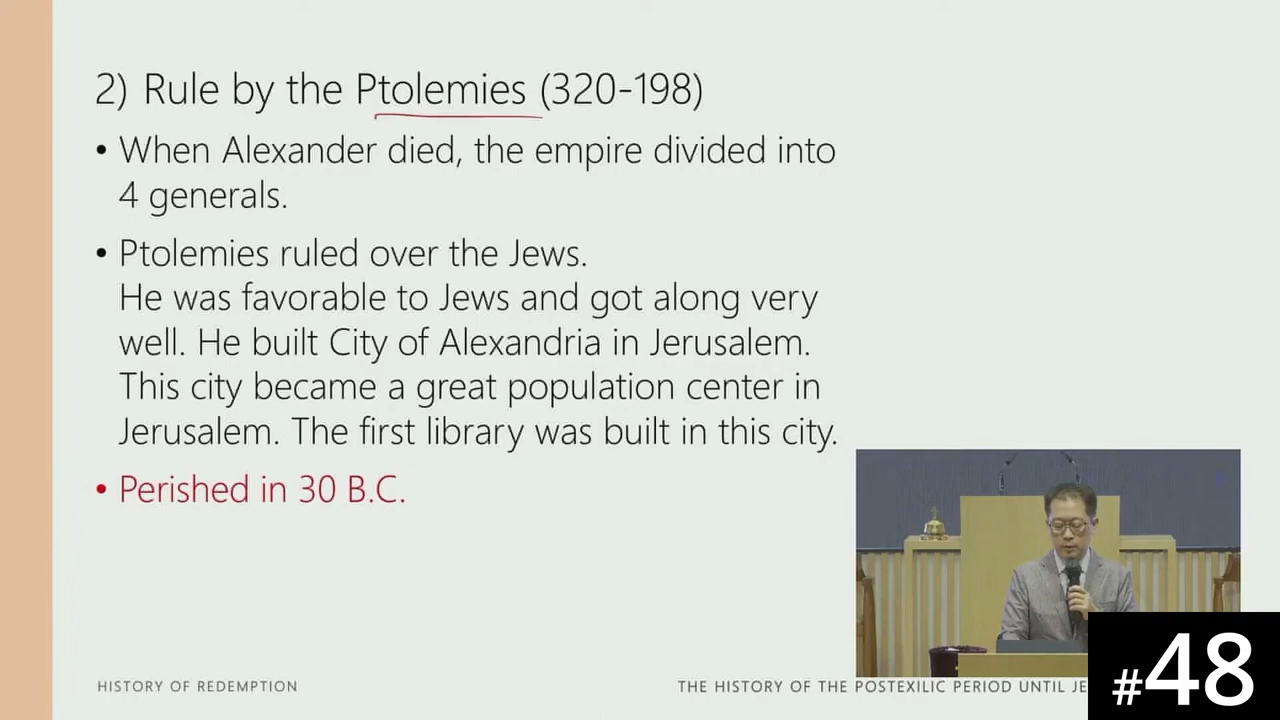 2) Rule by the Ptolemies (320-198)
• When Alexander died, the empire divided into
4 generals.
• Ptolemies ruled over the Jews.
He was favorable to Jews and got along very
well. He built City of Alexandria in Jerusalem.
This city became a great population center in
Jerusalem. The first library was built in this city.
• Perished in 30 B.C.
HISTORY OF REDEMPTION
THE HISTORY OF THE POSTEXILIC PERIOD UNTIL JE
#48